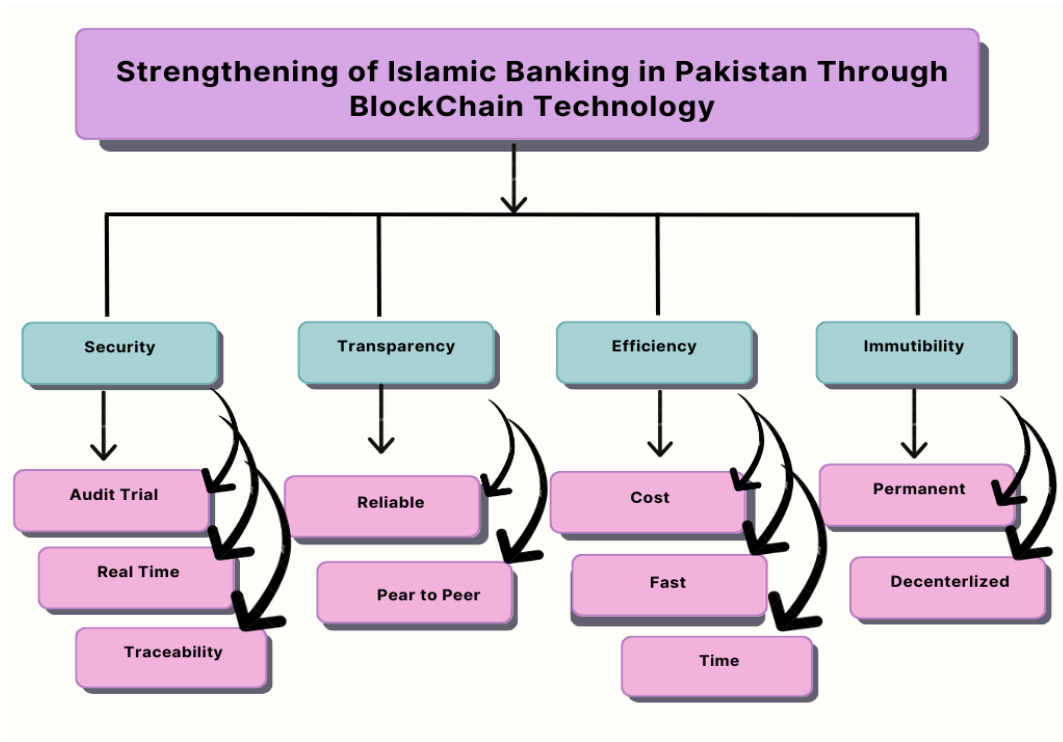 Strengthening of Islamic Banking in Pakistan Through
BlockChain Technology
Security
Transparency
Efficiency
Immutibility
Audit Trial
Real Time
Traceability
Reliable
Pear to Peer
Cost
Fast
Time
Permanent
Decenterlized